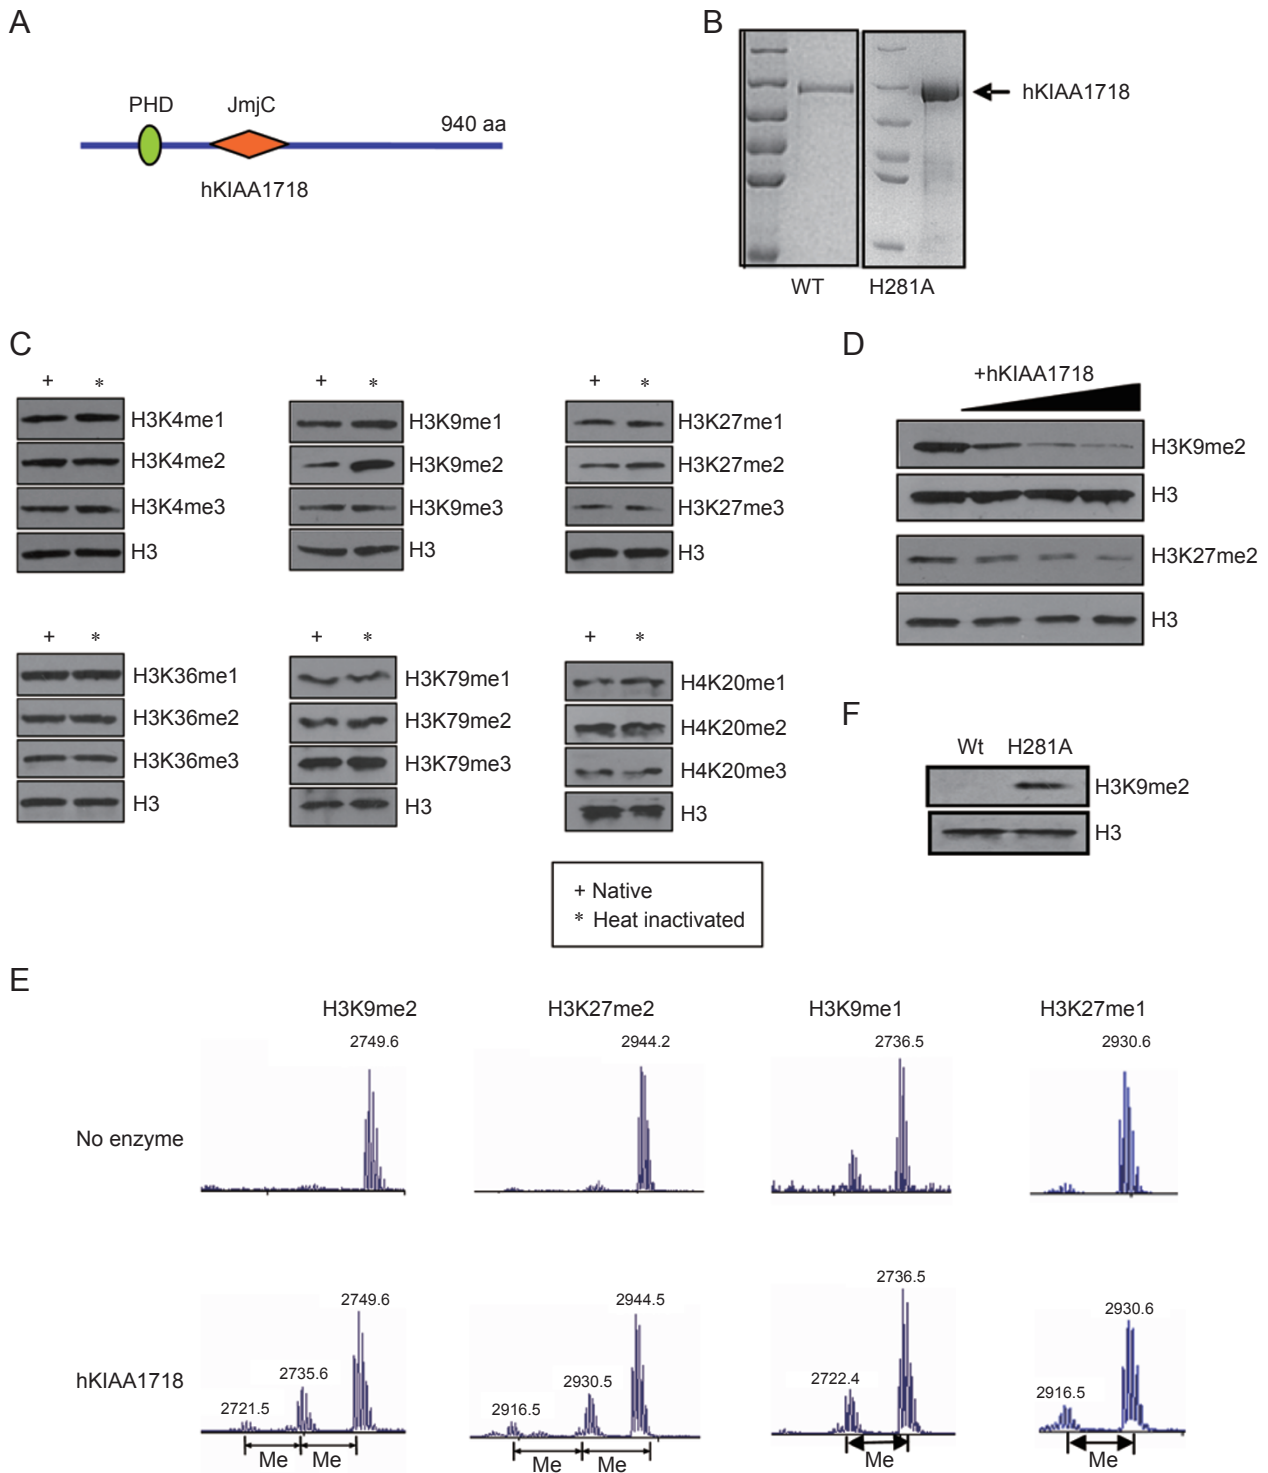 A
PHD
JmjC
940 aa
hKIAA1718
B
hKIAA1718
WT
H281A
C
+ *
H3K4me1
H3K4me2
H3K4me3
H3
+ *
H3K9me1
H3K9me2
H3K9me3
H3
+ *
H3K27me1
H3K27me2
H3K27me3
H3
+ *
H3K36me1
H3K36me2
H3K36me3
H3
+ *
H3K79me1
H3K79me2
H3K79me3
H3
+ *
H4K20me1
H4K20me2
H4K20me3
H3
+ Native
* Heat inactivated
D
+hKIAA1718
H3K9me2
H3
H3K27me2
H3
F
Wt H281A
H3K9me2
H3
E
H3K9me2 H3K27me2 H3K9me1 H3K27me1
2749.6 2944.2 2736.5 2930.6
No enzyme
hKIAA1718
2749.6
2735.6
2721.5
Me Me
2944.5
2930.5
2916.5
Me Me
2736.5
2722.4
Me
2930.6
2916.5
Me